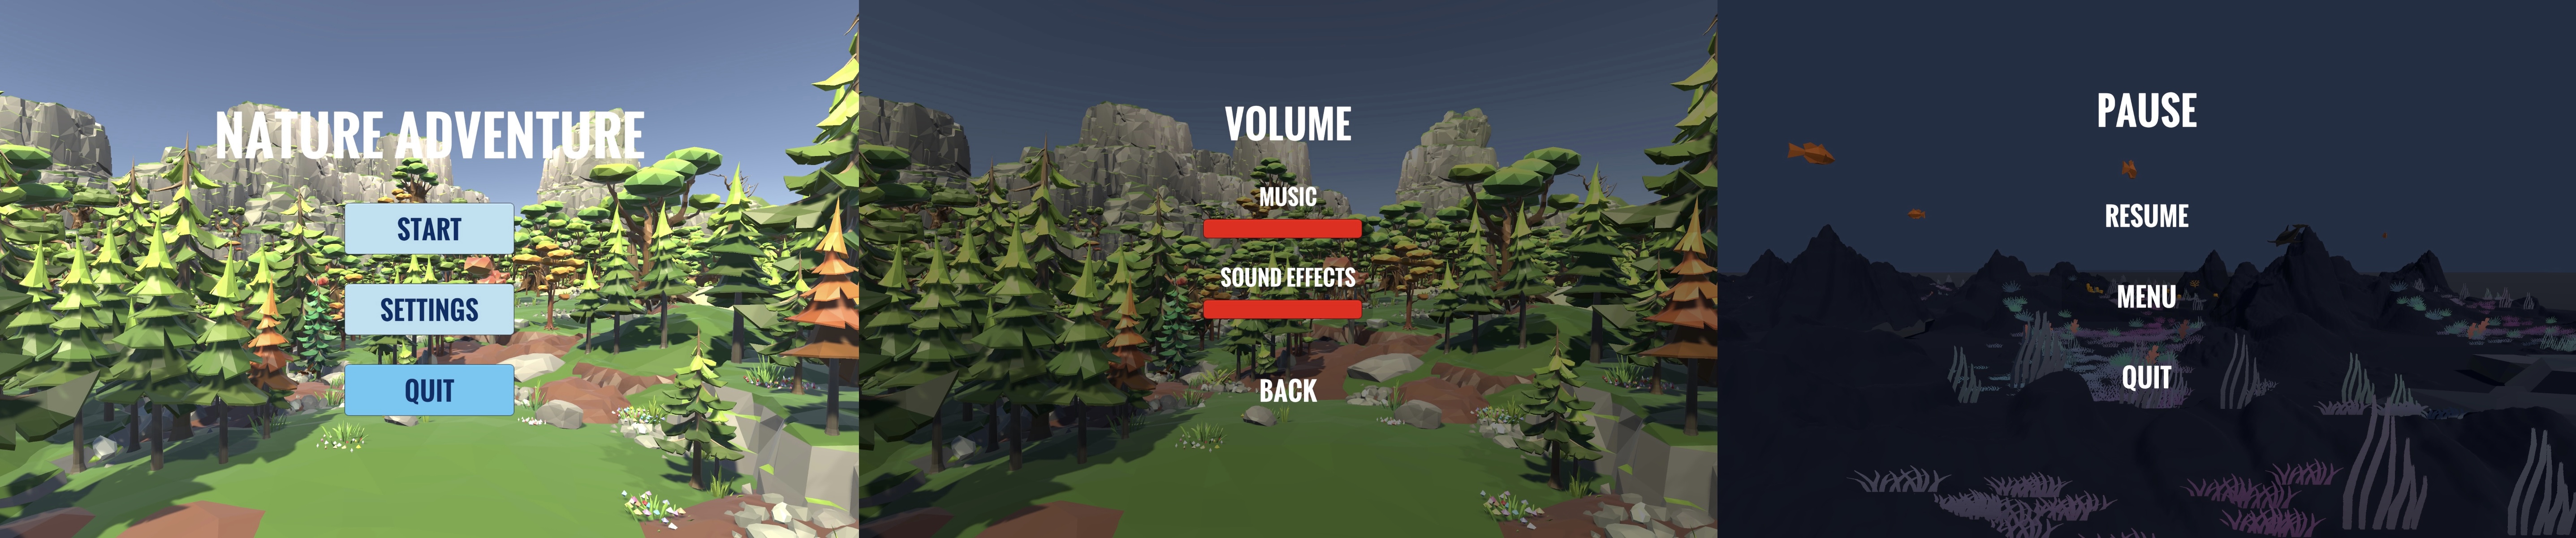 NATURE ADVENTURE
START
SETTINGS
QUIT
VOLUME
MUSIC
SOUND EFFECTS
BACK
PAUSE
RESUME
MENU
QUIT